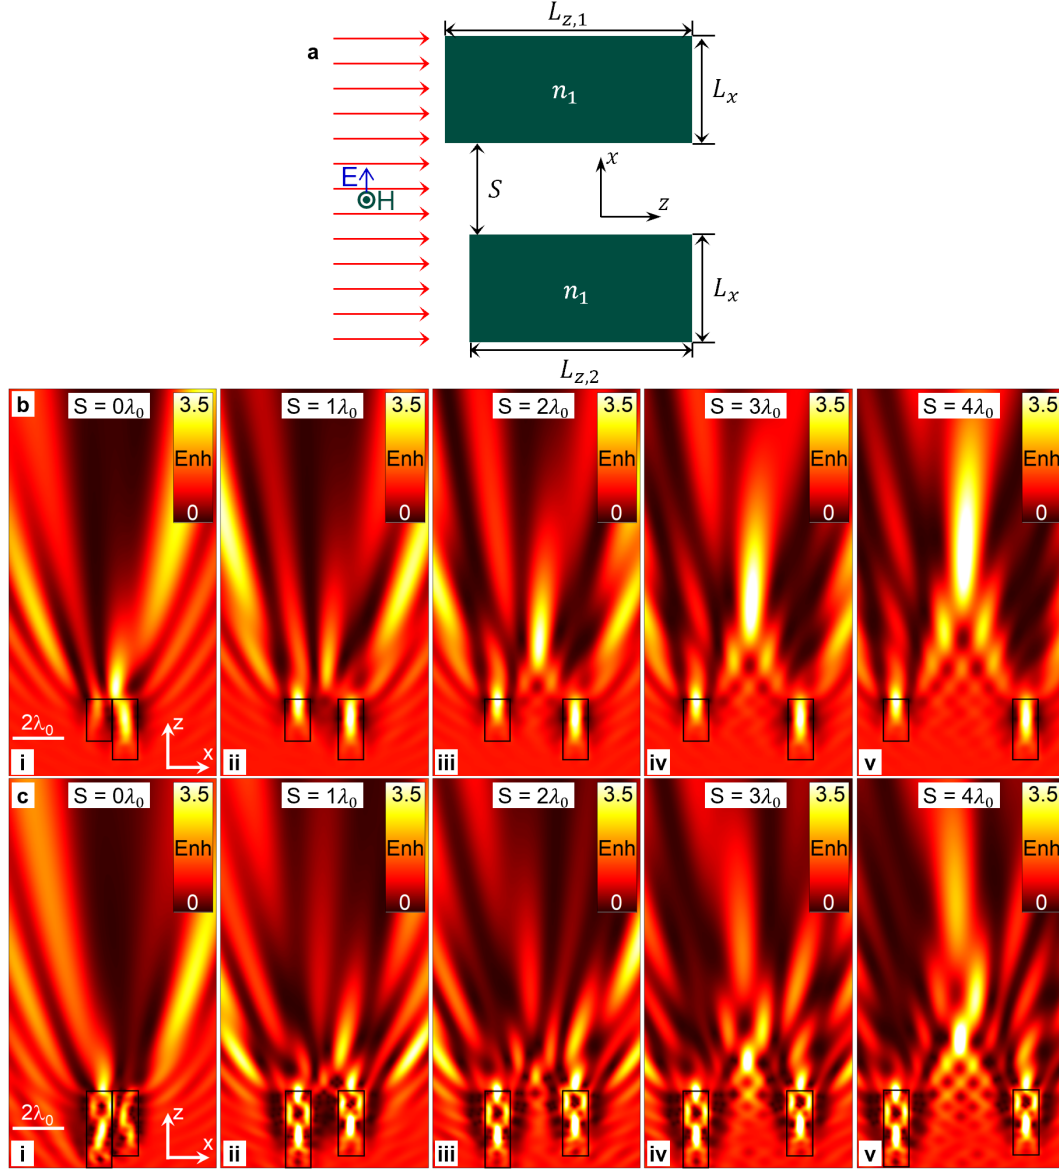 L_{z,1}
a
n_1
L_x
E
H
S
x
z
n_1
L_x
L_{z,2}
b S = 0λ_0 3.5 S = 1λ_0 3.5 S = 2λ_0 3.5 S = 3λ_0 3.5 S = 4λ_0 3.5
Enh Enh Enh Enh Enh
0 0 0 0 0
2λ_0 z
x
i ii iii iv v
c S = 0λ_0 3.5 S = 1λ_0 3.5 S = 2λ_0 3.5 S = 3λ_0 3.5 S = 4λ_0 3.5
Enh Enh Enh Enh Enh
0 0 0 0 0
2λ_0 z
x
i ii iii iv v